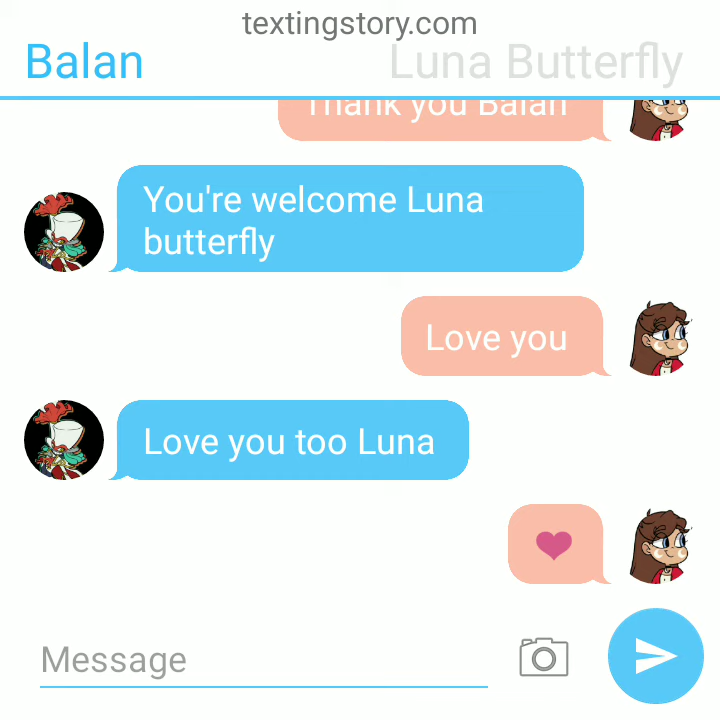 textingstory.com
Balan
Luna Butterfly
Thank you Balan
You're welcome Luna
butterfly
Love you
Love you too Luna
Message